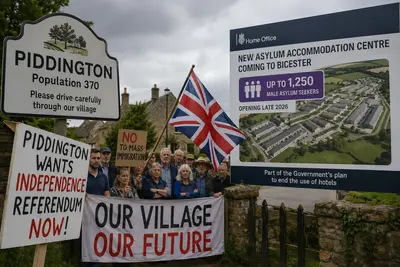 PIDDINGTON
Population 370
Please drive carefully
through our village
PIDDINGTON
WANTS
INDEPENDENCE
REFERENDUM
NOW!
NO
TO MASS
IMMIGRATION
OUR VILLAGE
OUR FUTURE
Home Office
NEW ASYLUM ACCOMMODATION CENTRE
COMING TO BICESTER
UP TO 1,250
MALE ASYLUM SEEKERS
OPENING LATE 2026
Part of the Government's plan
to end the use of hotels